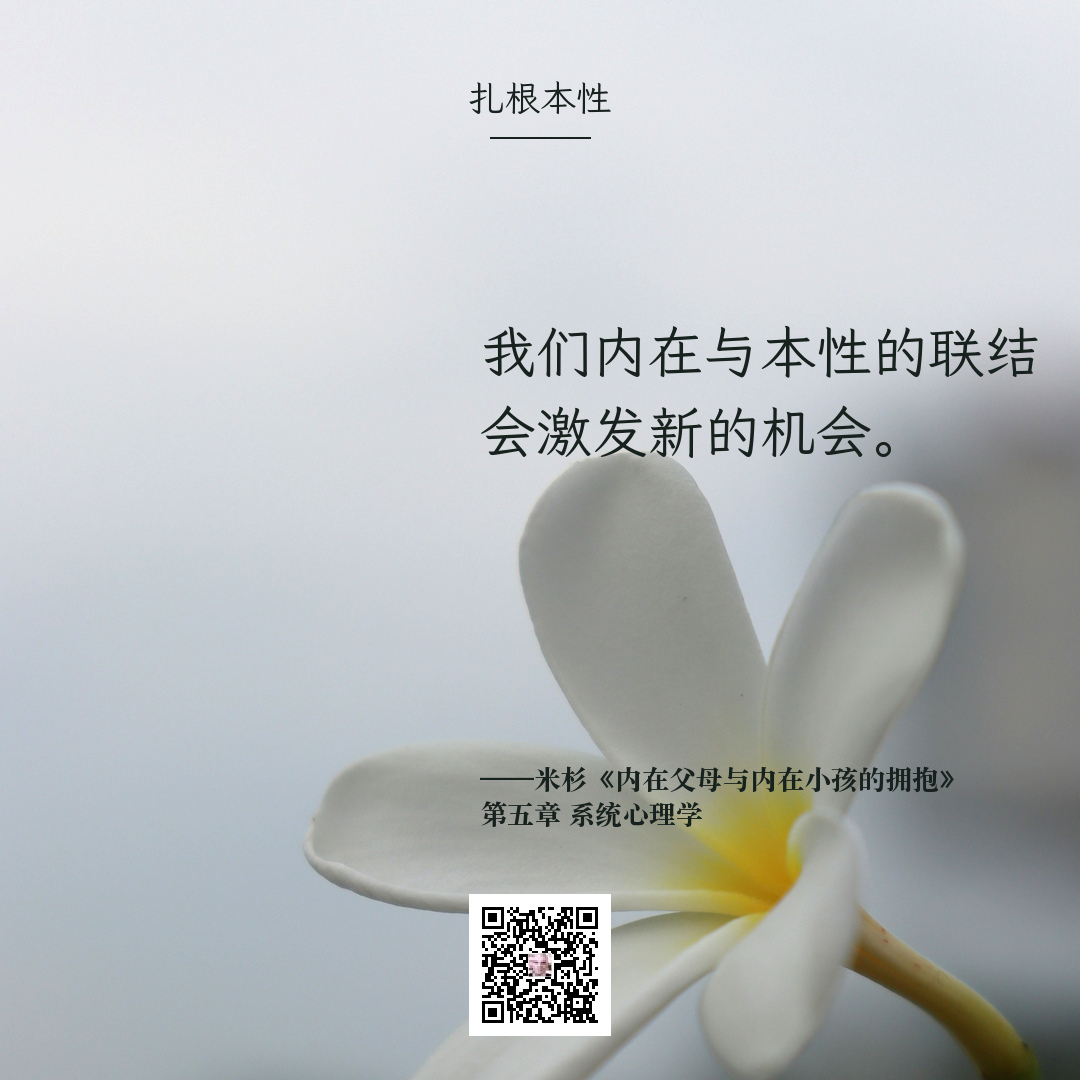 扎根本性
我们内在与本性的联结
会激发新的机会。
——米杉《内在父母与内在小孩的拥抱》
第五章 系统心理学